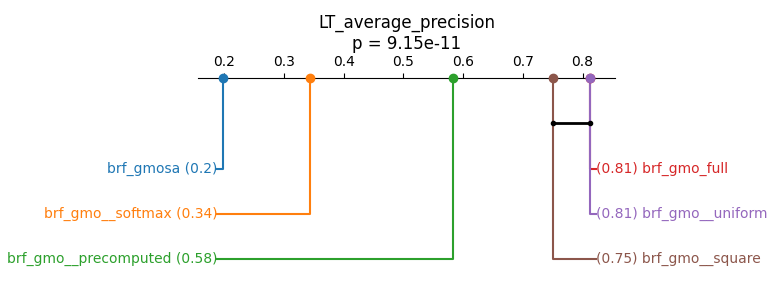 LT_average_precision
p = 9.15e-11
0.2 0.3 0.4 0.5 0.6 0.7 0.8
brf_gmosa (0.2) (0.81) brf_gmo_full
brf_gmo__softmax (0.34) (0.81) brf_gmo__uniform
brf_gmo__precomputed (0.58) (0.75) brf_gmo__square